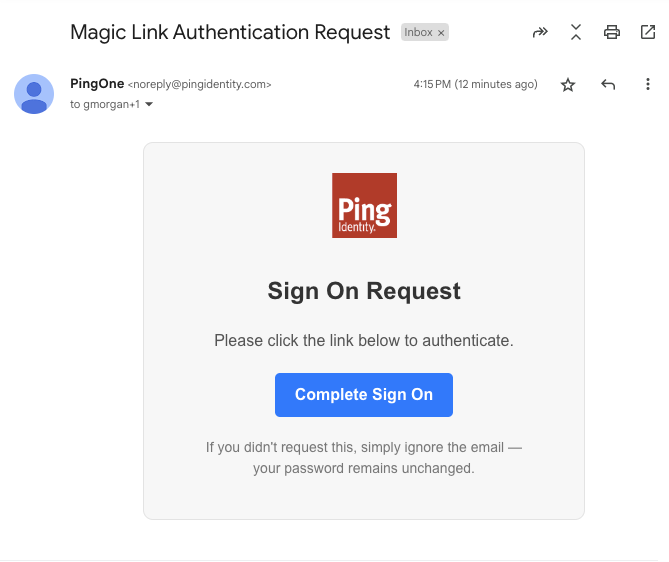 Magic Link Authentication Request Inbox ×
PingOne <noreply@pingidentity.com> 4:15 PM (12 minutes ago)
to gmorgan+1
Ping
Identity.
Sign On Request
Please click the link below to authenticate.
Complete Sign On
If you didn't request this, simply ignore the email —
your password remains unchanged.